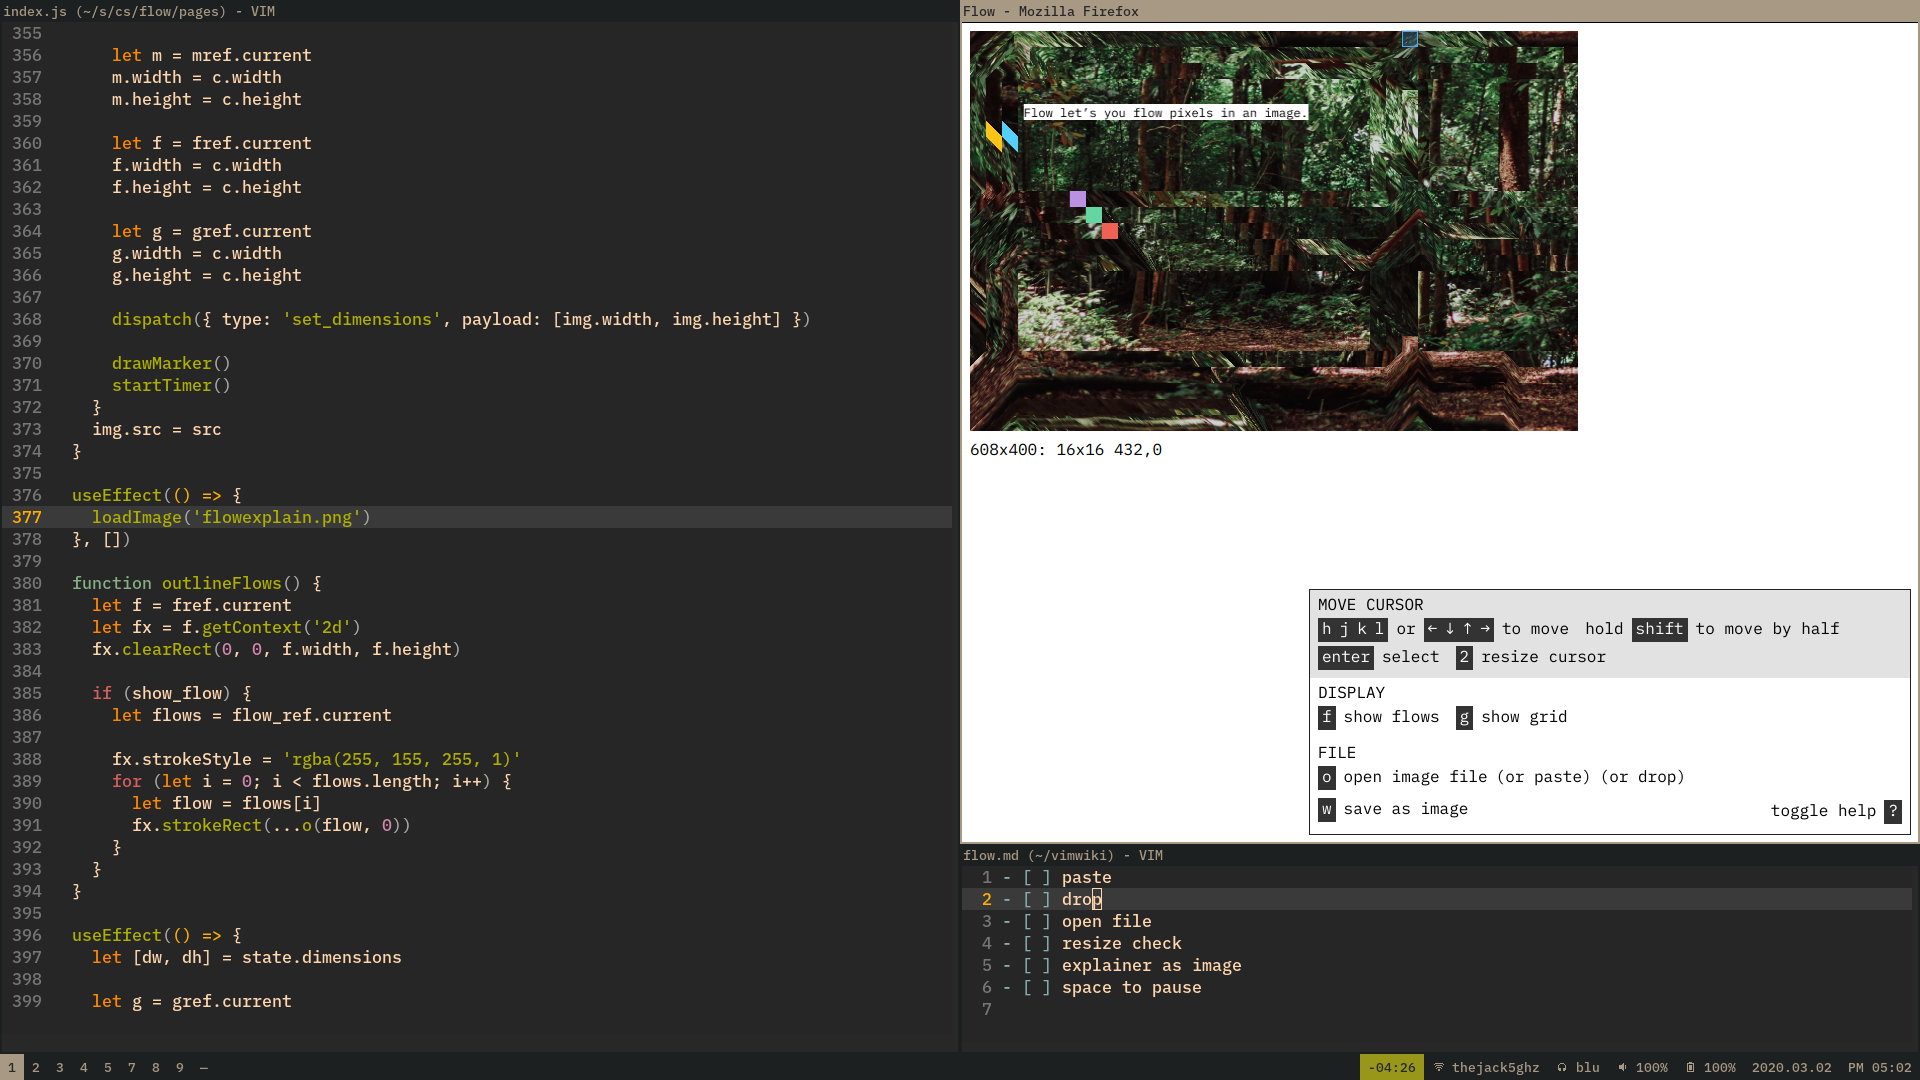 index.js (~/s/cs/flow/pages) - VIM
355
356 let m = mref.current
357 m.width = c.width
358 m.height = c.height
359
360 let f = fref.current
361 f.width = c.width
362 f.height = c.height
363
364 let g = gref.current
365 g.width = c.width
366 g.height = c.height
367
368 dispatch({ type: 'set_dimensions', payload: [img.width, img.height] })
369
370 drawMarker()
371 startTimer()
372 }
373 img.src = src
374 }
375
376 useEffect(() => {
377 loadImage('flowexplain.png')
378 }, [])
379
380 function outlineFlows() {
381 let f = fref.current
382 let fx = f.getContext('2d')
383 fx.clearRect(0, 0, f.width, f.height)
384
385 if (show_flow) {
386 let flows = flow_ref.current
387
388 fx.strokeStyle = 'rgba(255, 155, 255, 1)'
389 for (let i = 0; i < flows.length; i++) {
390 let flow = flows[i]
391 fx.strokeRect(...o(flow, 0))
392 }
393 }
394 }
395
396 useEffect(() => {
397 let [dw, dh] = state.dimensions
398
399 let g = gref.current
Flow - Mozilla Firefox
Flow let’s you flow pixels in an image.
608x400: 16x16 432,0
MOVE CURSOR
h j k l or ← ↓ ↑ → to move hold shift to move by half
enter select 2 resize cursor
DISPLAY
f show flows g show grid
FILE
o open image file (or paste) (or drop)
w save as image toggle help ?
flow.md (~/vimwiki) - VIM
1 - [ ] paste
2 - [ ] drop
3 - [ ] open file
4 - [ ] resize check
5 - [ ] explainer as image
6 - [ ] space to pause
7
1 2 3 4 5 7 8 9 —
-04:26 thejack5ghz blu 100% 100% 2020.03.02 PM 05:02